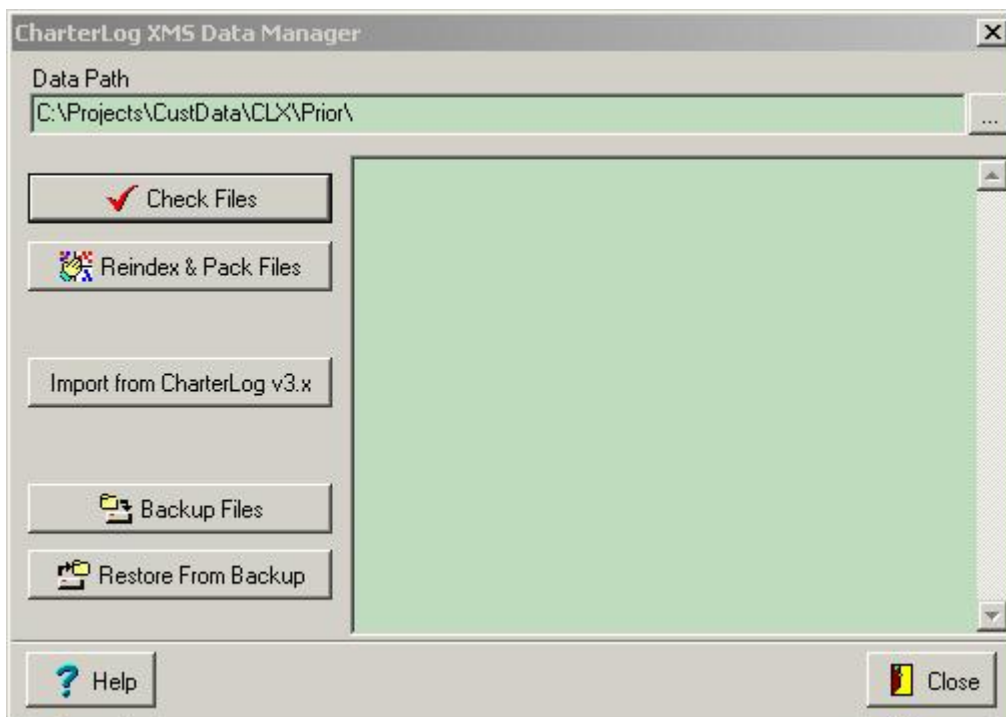 CharterLog XMS Data Manager
Data Path
C:\Projects\CustData\CLX\Prior\
...
Check Files
Reindex & Pack Files
Import from CharterLog v3.x
Backup Files
Restore From Backup
Help
Close